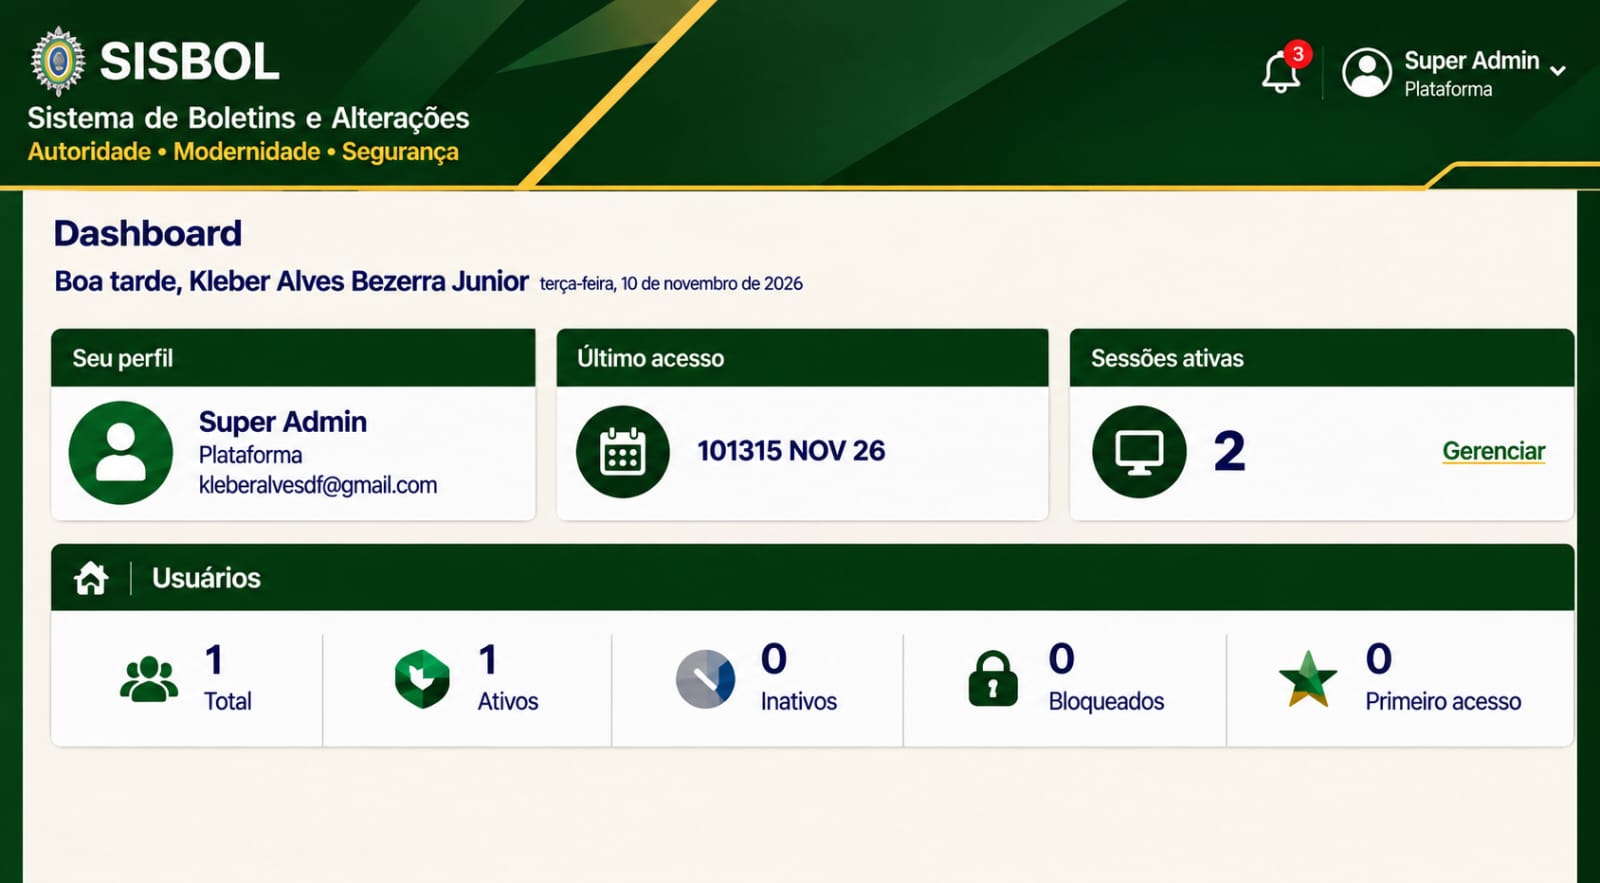 SISBOL
Sistema de Boletins e Alterações
Autoridade • Modernidade • Segurança
3
Super Admin
Plataforma
Dashboard
Boa tarde, Kleber Alves Bezerra Junior terça-feira, 10 de novembro de 2026
Seu perfil
Super Admin
Plataforma
kleberalvesdf@gmail.com
Último acesso
101315 NOV 26
Sessões ativas
2
Gerenciar
Usuários
1
Total
1
Ativos
0
Inativos
0
Bloqueados
0
Primeiro acesso